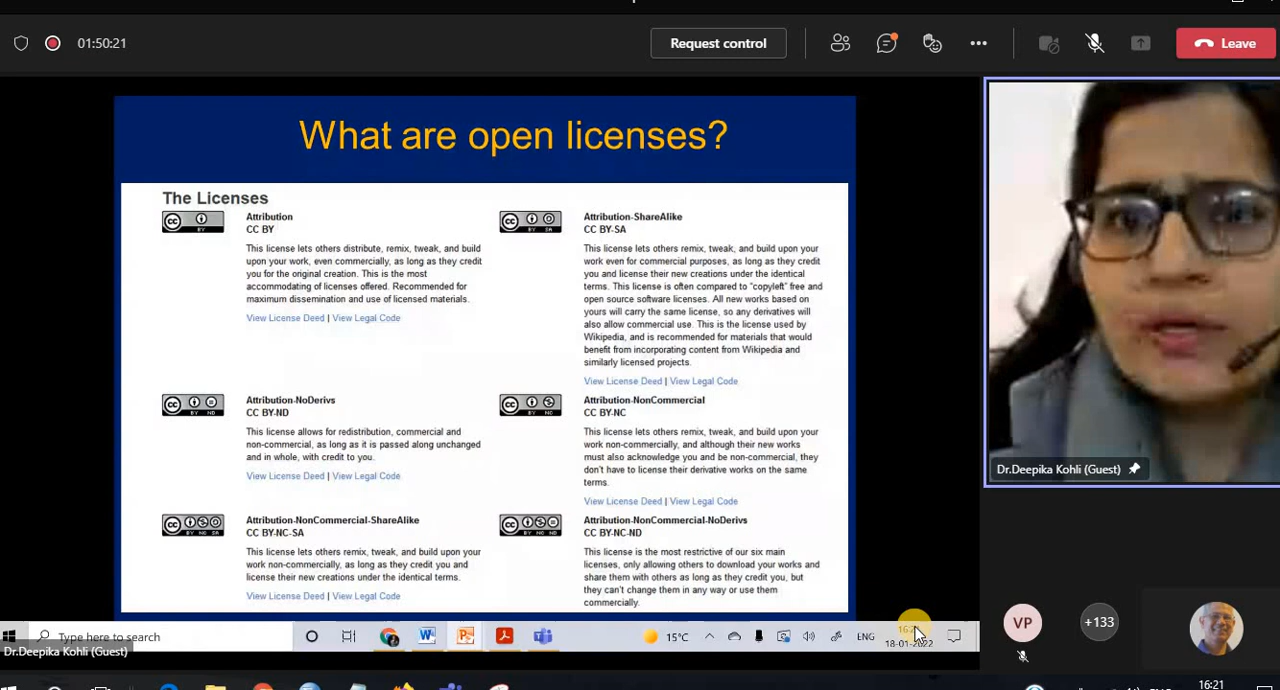 01:50:21
Request control
Leave
What are open licenses?
The Licenses
Attribution
CC BY
This license lets others distribute, remix, tweak, and build
upon your work, even commercially, as long as they credit
you for the original creation. This is the most
accommodating of licenses offered. Recommended for
maximum dissemination and use of licensed materials.
View License Deed | View Legal Code
Attribution-ShareAlike
CC BY-SA
This license lets others remix, tweak, and build upon your
work even for commercial purposes, as long as they credit
you and license their new creations under the identical
terms. This license is often compared to “copyleft” free and
open source software licenses. All new works based on
yours will carry the same license, so any derivatives will
also allow commercial use. This is the license used by
Wikipedia, and is recommended for materials that would
benefit from incorporating content from Wikipedia and
similarly licensed projects.
View License Deed | View Legal Code
Attribution-NoDerivs
CC BY-ND
This license allows for redistribution, commercial and
non-commercial, as long as it is passed along unchanged
and in whole, with credit to you.
View License Deed | View Legal Code
Attribution-NonCommercial
CC BY-NC
This license lets others remix, tweak, and build upon your
work non-commercially, and although their new works
must also acknowledge you and be non-commercial, they
don’t have to license their derivative works on the same
terms.
View License Deed | View Legal Code
Attribution-NonCommercial-ShareAlike
CC BY-NC-SA
This license lets others remix, tweak, and build upon your
work non-commercially, as long as they credit you and
license their new creations under the identical terms.
View License Deed | View Legal Code
Attribution-NonCommercial-NoDerivs
CC BY-NC-ND
This license is the most restrictive of our six main
licenses, only allowing others to download your works and
share them with others as long as they credit you, but
they can’t change them in any way or use them
commercially.
Dr.Deepika Kohli (Guest)
VP
+133
Type here to search
15°C
ENG
18-01-2022
Dr.Deepika Kohli (Guest)
16:21